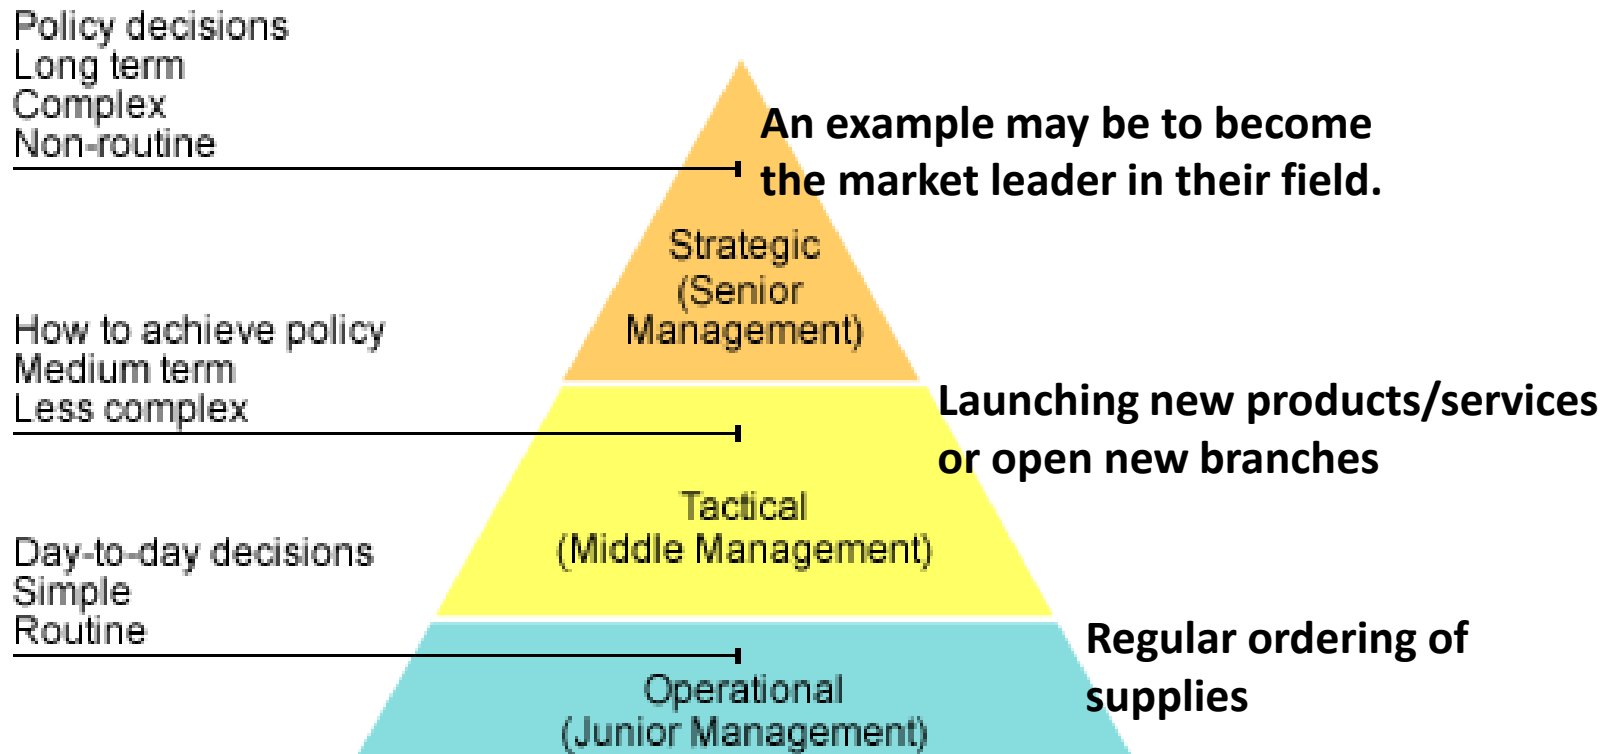 Policy decisions
Long term
Complex
Non-routine
An example may be to become
the market leader in their field.
Strategic
(Senior
Management)
How to achieve policy
Medium term
Less complex
Launching new products/services
or open new branches
Tactical
(Middle Management)
Day-to-day decisions
Simple
Routine
Regular ordering of
supplies
Operational
(Junior Management)